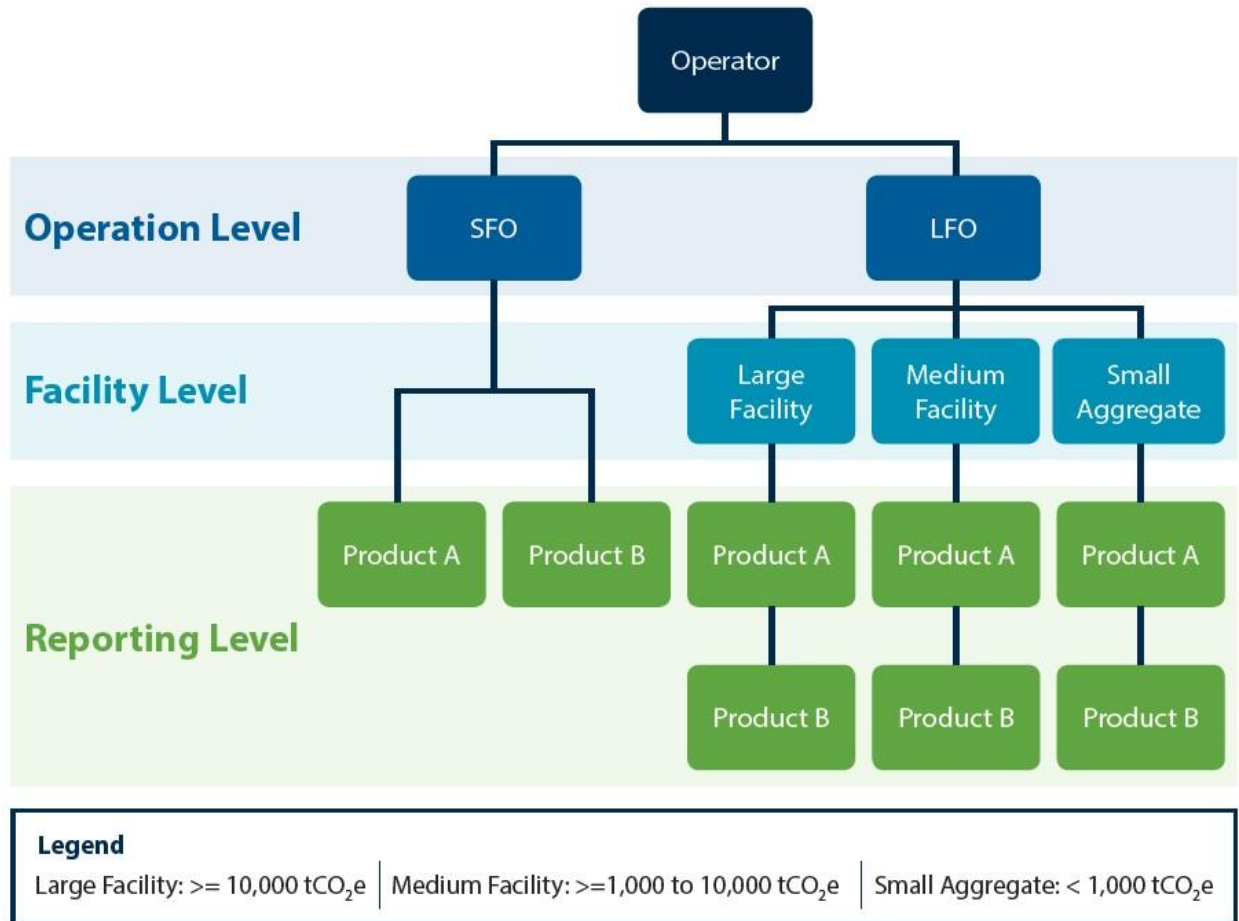 Operator
Operation Level
SFO
LFO
Facility Level
Large
Facility
Medium
Facility
Small
Aggregate
Reporting Level
Product A
Product B
Product A
Product A
Product A
Product B
Product B
Product B
Legend
Large Facility: >= 10,000 tCO₂e
Medium Facility: >=1,000 to 10,000 tCO₂e
Small Aggregate: < 1,000 tCO₂e